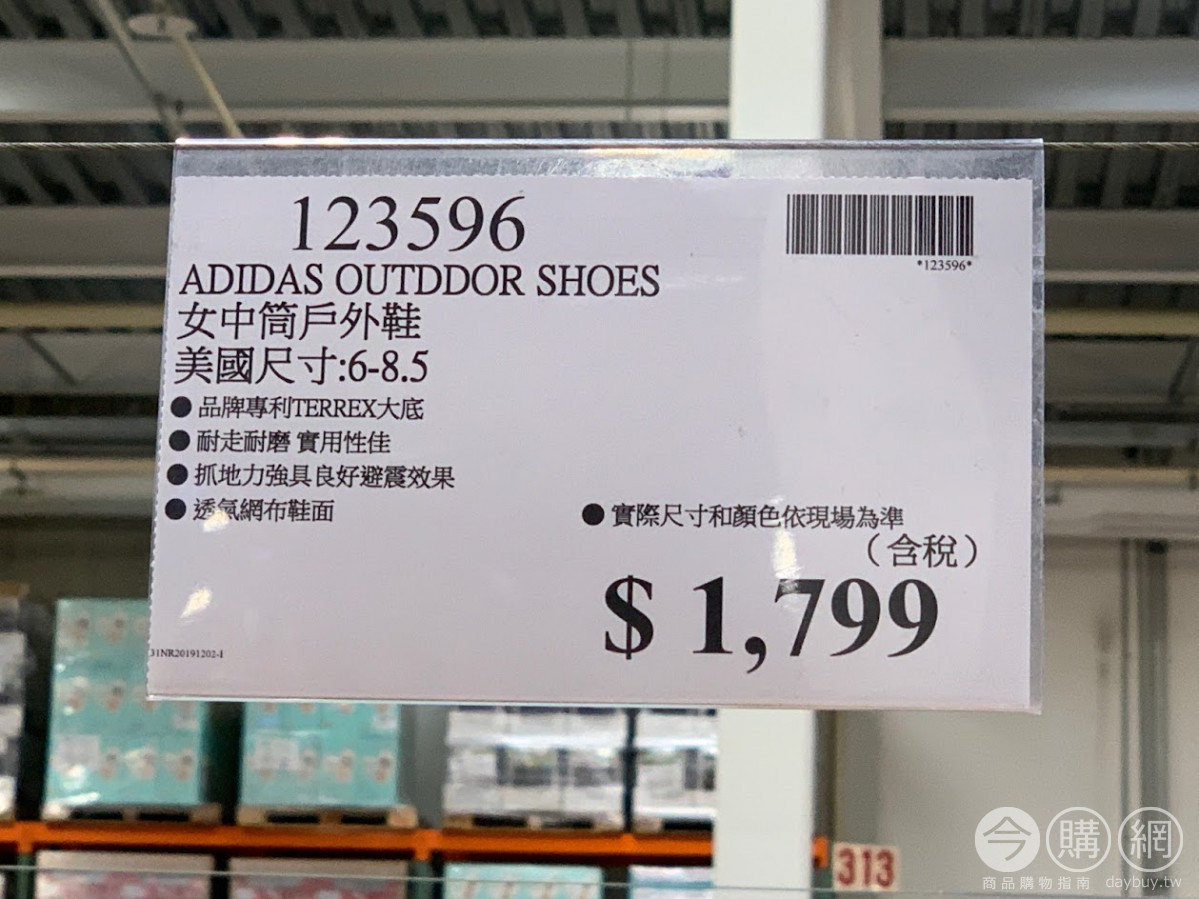 123596
*123596*
ADIDAS OUTDDOR SHOES
女中筒戶外鞋
美國尺寸:6-8.5
● 品牌專利TERREX大底
● 耐走耐磨 實用性佳
● 抓地力強具良好避震效果
● 透氣網布鞋面
● 實際尺寸和顏色依現場為準
（含稅）
$ 1,799
31NR20191202-1
313
今購網
商品購物指南 daybuy.tw